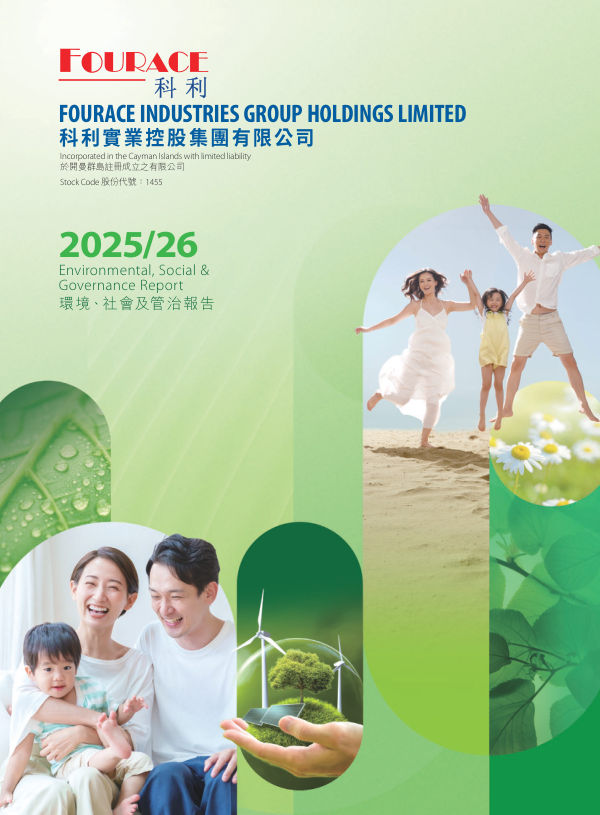 FOURACE
科利
FOURACE INDUSTRIES GROUP HOLDINGS LIMITED
科利實業控股集團有限公司
Incorporated in the Cayman Islands with limited liability
於開曼群島註冊成立之有限公司
Stock Code 股份代號：1455
2025/26
Environmental, Social &
Governance Report
環境、社會及管治報告